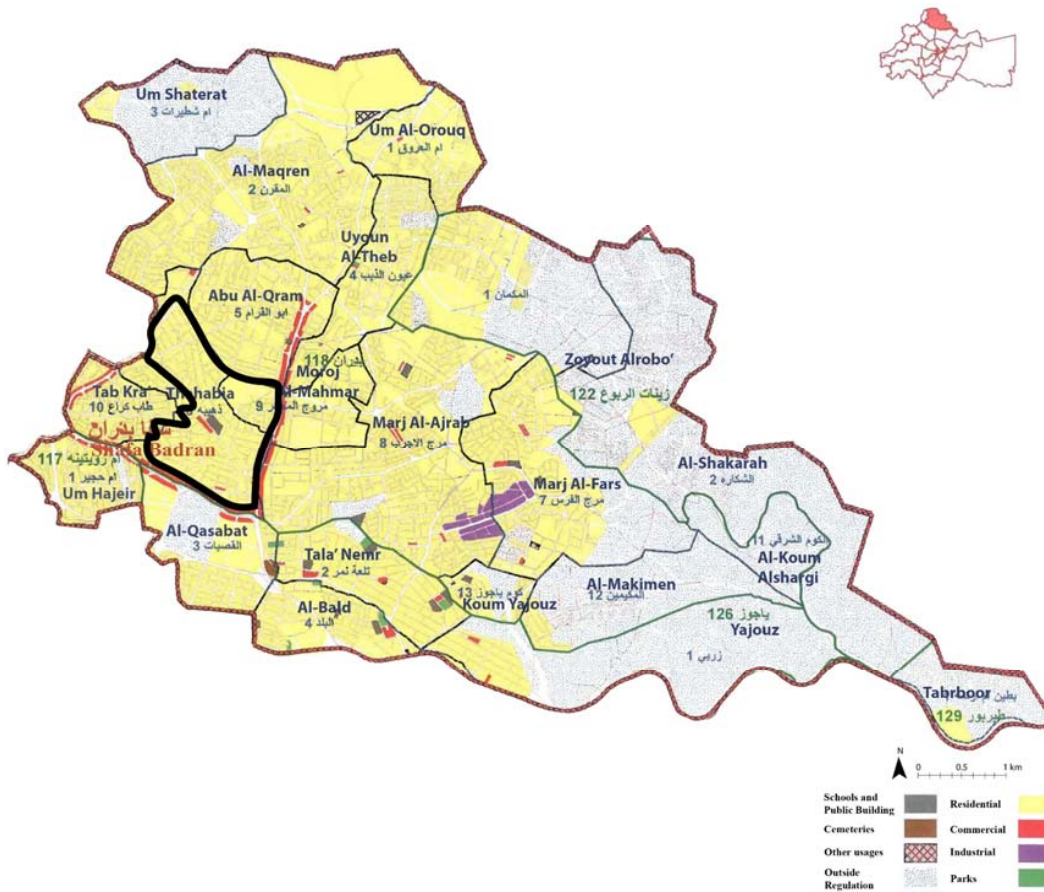 Um Shaterat
ام شطيرات 3
Um Al-Orouq
ام العروق 1
Al-Maqren
المقرن 2
Uyoun
Al-Theb
عيون الذيب 4
Abu Al-Qram
ابو القرام 5
المكمان 1
Zoyout Alrobo'
زينات الربوع 122
118
Moroj
Al-Mahmar
9
Tab Kra'
طاب كراع 10
ذهيبه
Shafa Badran
117
ام حجير 1
Um Hajeir
Marj Al-Ajrab
مرج الاجرب 8
Al-Shakarah
الشكاره 2
Marj Al-Fars
مرج الفرس 7
Al-Qasabat
القصبات 3
الكوم الشرقي 11
Al-Koum
Alshargi
Tala' Nemr
تلعة نمر 2
Al-Makimen
المكيمين 12
كوم ياجوز 13
Koum Yajouz
Al-Bald
البلد 4
ياجوز 126
Yajouz
زربي 1
Tabrboor
طبربور 129
N
0 0.5 1 km
Schools and
Public Building
Residential
Cemeteries
Commercial
Other usages
Industrial
Outside
Regulation
Parks